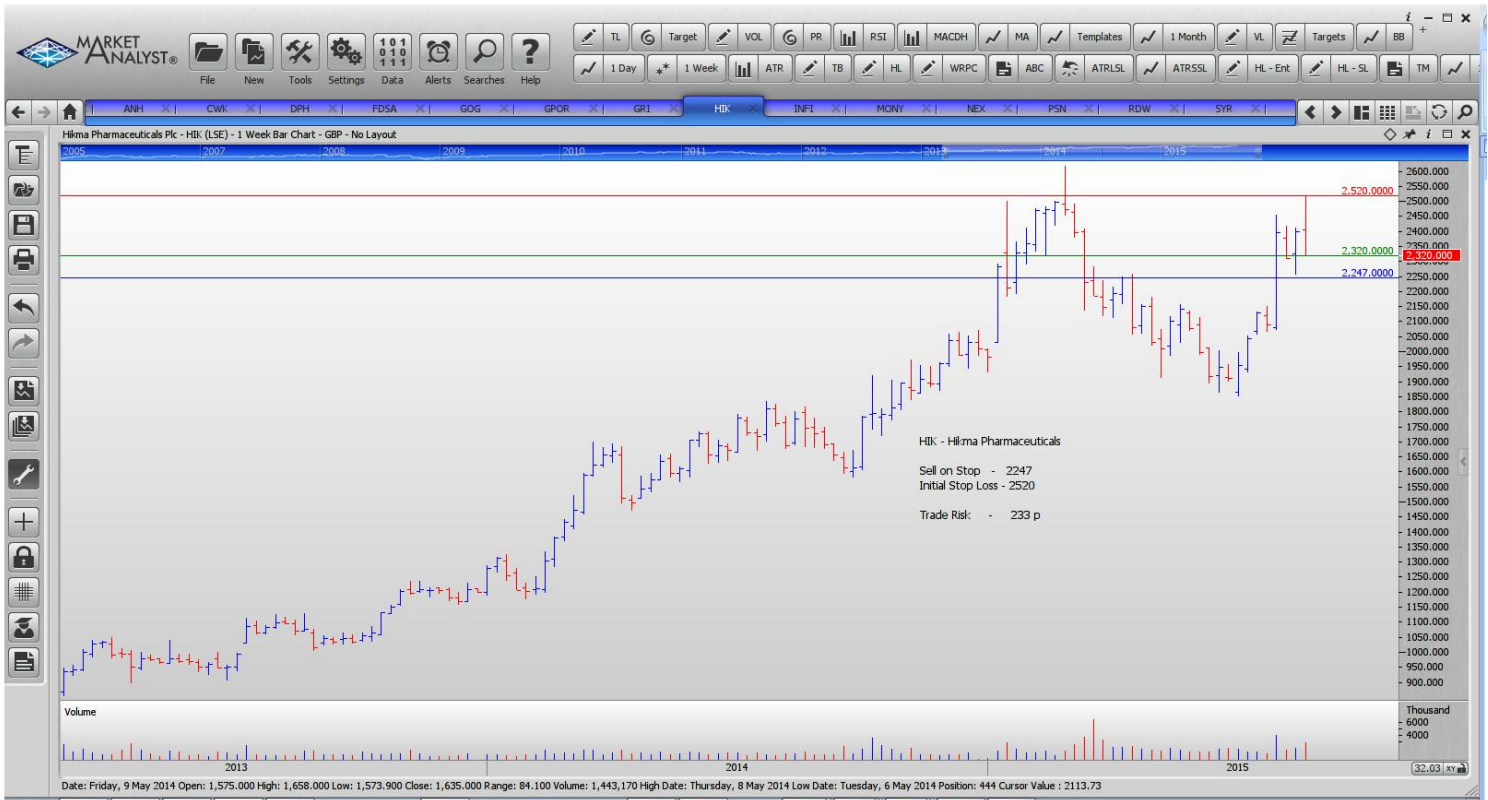 MARKET ANALYST®
File New Tools Settings Data Alerts Searches Help
101 010 111
TL Target VOL PR RSI MACDH MA Templates 1 Month VL Targets BB
1 Day 1 Week ATR TB HL WRPC ABC ATRLSL ATRSSL HL - Ent HL - SL TM
ANH CWK DPH FDSA GOG GPOR GRI HIK INFI MONY NEX PSN RDW SYR
Hikma Pharmaceuticals Plc - HIK (LSE) - 1 Week Bar Chart - GBP - No Layout
2005 2007 2008 2009 2010 2011 2012 2013 2014 2015
2600.000
2550.000
2,520.0000
2500.000
2450.000
2400.000
2350.000
2,320.0000 2,320.000
2,247.0000
2250.000
2200.000
2150.000
2100.000
2050.000
2000.000
1950.000
1900.000
1850.000
1800.000
1750.000
1700.000
1650.000
1600.000
1550.000
1500.000
1450.000
1400.000
1350.000
1300.000
1250.000
1200.000
1150.000
1100.000
1050.000
1000.000
950.000
900.000
HIK - Hikma Pharmaceuticals
Sell on Stop - 2247
Initial Stop Loss - 2520
Trade Risk - 233 p
Volume
Thousand
6000
4000
2013 2014 2015
32.03 XY
Date: Friday, 9 May 2014 Open: 1,575.000 High: 1,658.000 Low: 1,573.900 Close: 1,635.000 Range: 84.100 Volume: 1,443,170 High Date: Thursday, 8 May 2014 Low Date: Tuesday, 6 May 2014 Position: 444 Cursor Value : 2113.73